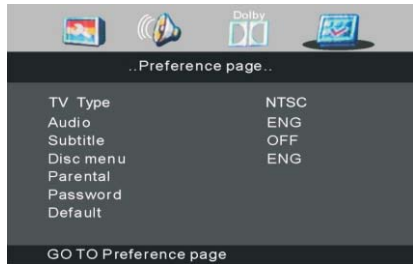 Dolby
..Preference page..
TV Type NTSC
Audio ENG
Subtitle OFF
Disc menu ENG
Parental
Password
Default
GO TO Preference page